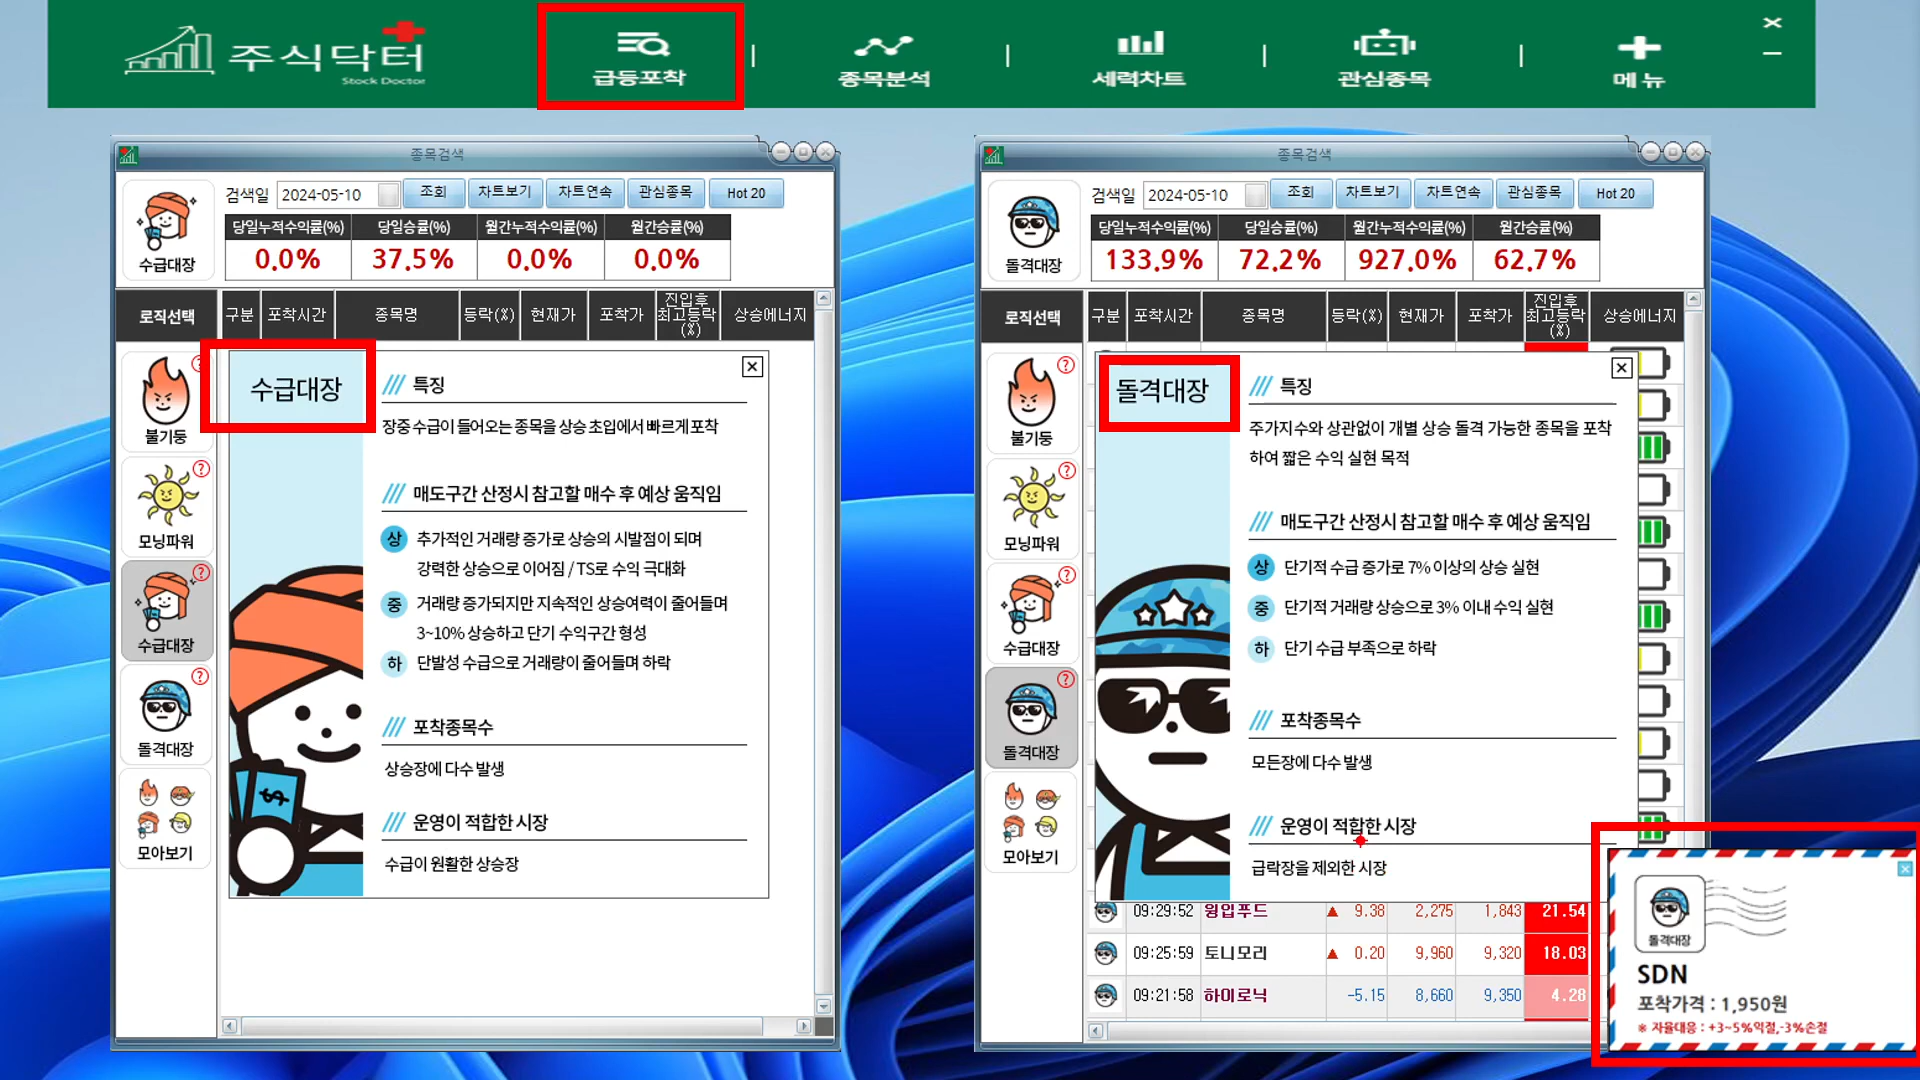 주식닥터
Stock Doctor
급등포착
종목분석
세력차트
관심종목
메뉴
종목검색
수급대장
검색일 2024-05-10 조회 차트보기 차트연속 관심종목 Hot 20
당일누적수익률(%) 당일승률(%) 월간누적수익률(%) 월간승률(%)
0.0% 37.5% 0.0% 0.0%
로직선택 구분 포착시간 종목명 등락(%) 현재가 포착가 진입후 최고등락 (%) 상승에너지
불기둥
모닝파워
수급대장
돌격대장
모아보기
수급대장
/// 특징
장중 수급이 들어오는 종목을 상승 초입에서 빠르게 포착
/// 매도구간 산정시 참고할 매수 후 예상 움직임
상 추가적인 거래량 증가로 상승의 시발점이 되며
강력한 상승으로 이어짐 / TS로 수익 극대화
중 거래량 증가되지만 지속적인 상승여력이 줄어들며
3~10% 상승하고 단기 수익구간 형성
하 단발성 수급으로 거래량이 줄어들며 하락
/// 포착종목수
상승장에 다수 발생
/// 운영이 적합한 시장
수급이 원활한 상승장
종목검색
돌격대장
검색일 2024-05-10 조회 차트보기 차트연속 관심종목 Hot 20
당일누적수익률(%) 당일승률(%) 월간누적수익률(%) 월간승률(%)
133.9% 72.2% 927.0% 62.7%
로직선택 구분 포착시간 종목명 등락(%) 현재가 포착가 진입후 최고등락 (%) 상승에너지
불기둥
모닝파워
수급대장
돌격대장
모아보기
돌격대장
/// 특징
주가지수와 상관없이 개별 상승 돌격 가능한 종목을 포착
하여 짧은 수익 실현 목적
/// 매도구간 산정시 참고할 매수 후 예상 움직임
상 단기적 수급 증가로 7% 이상의 상승 실현
중 단기적 거래량 상승으로 3% 이내 수익 실현
하 단기 수급 부족으로 하락
/// 포착종목수
모든장에 다수 발생
/// 운영이 적합한 시장
급락장을 제외한 시장
09:29:52 윙입푸드 ▲ 9.38 2,275 1,843 21.54
09:25:59 토니모리 ▲ 0.20 9,960 9,320 18.03
09:21:58 하이로닉 -5.15 8,660 9,350 4.28
돌격대장
SDN
포착가격 : 1,950원
※ 자율대응 : +3~5%익절,-3%손절